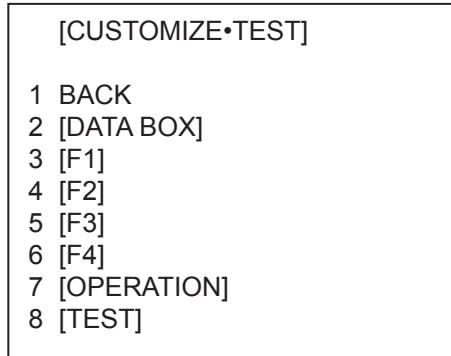 [CUSTOMIZE•TEST]
1 BACK
2 [DATA BOX]
3 [F1]
4 [F2]
5 [F3]
6 [F4]
7 [OPERATION]
8 [TEST]